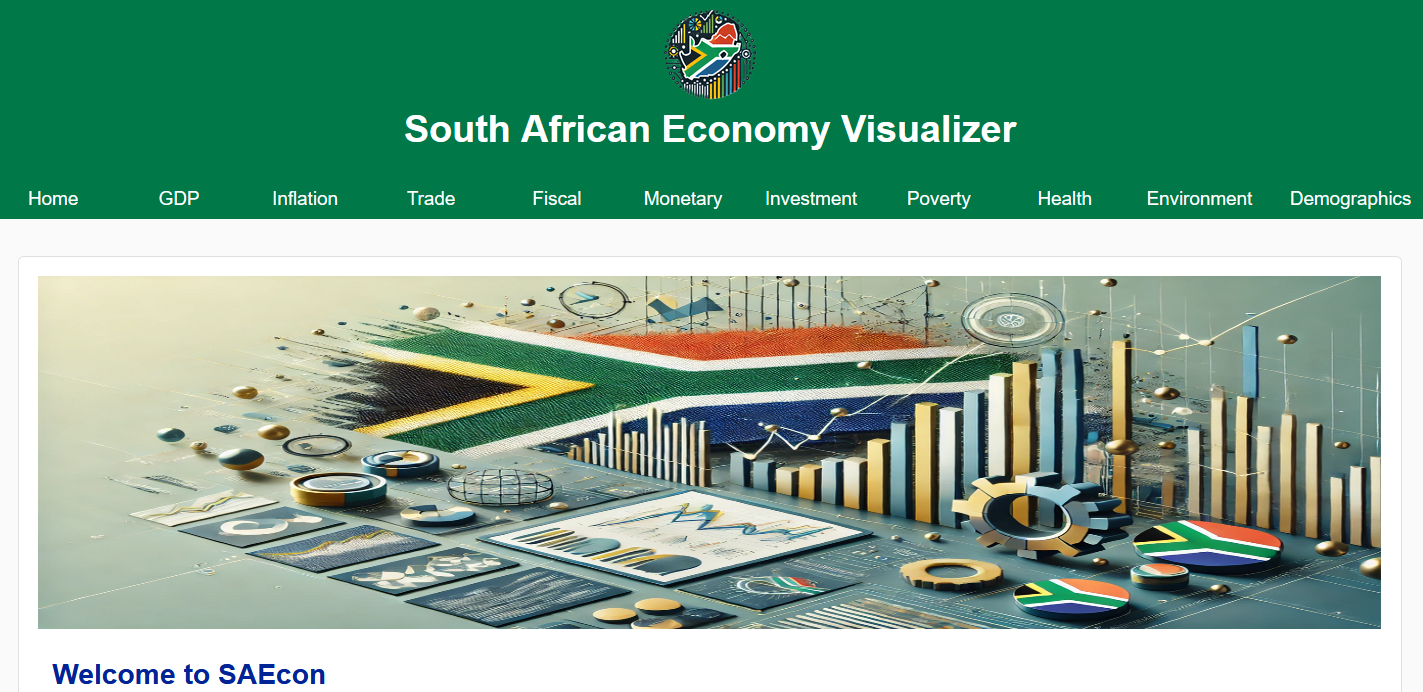 South African Economy Visualizer
Home GDP Inflation Trade Fiscal Monetary Investment Poverty Health Environment Demographics
Welcome to SAEcon